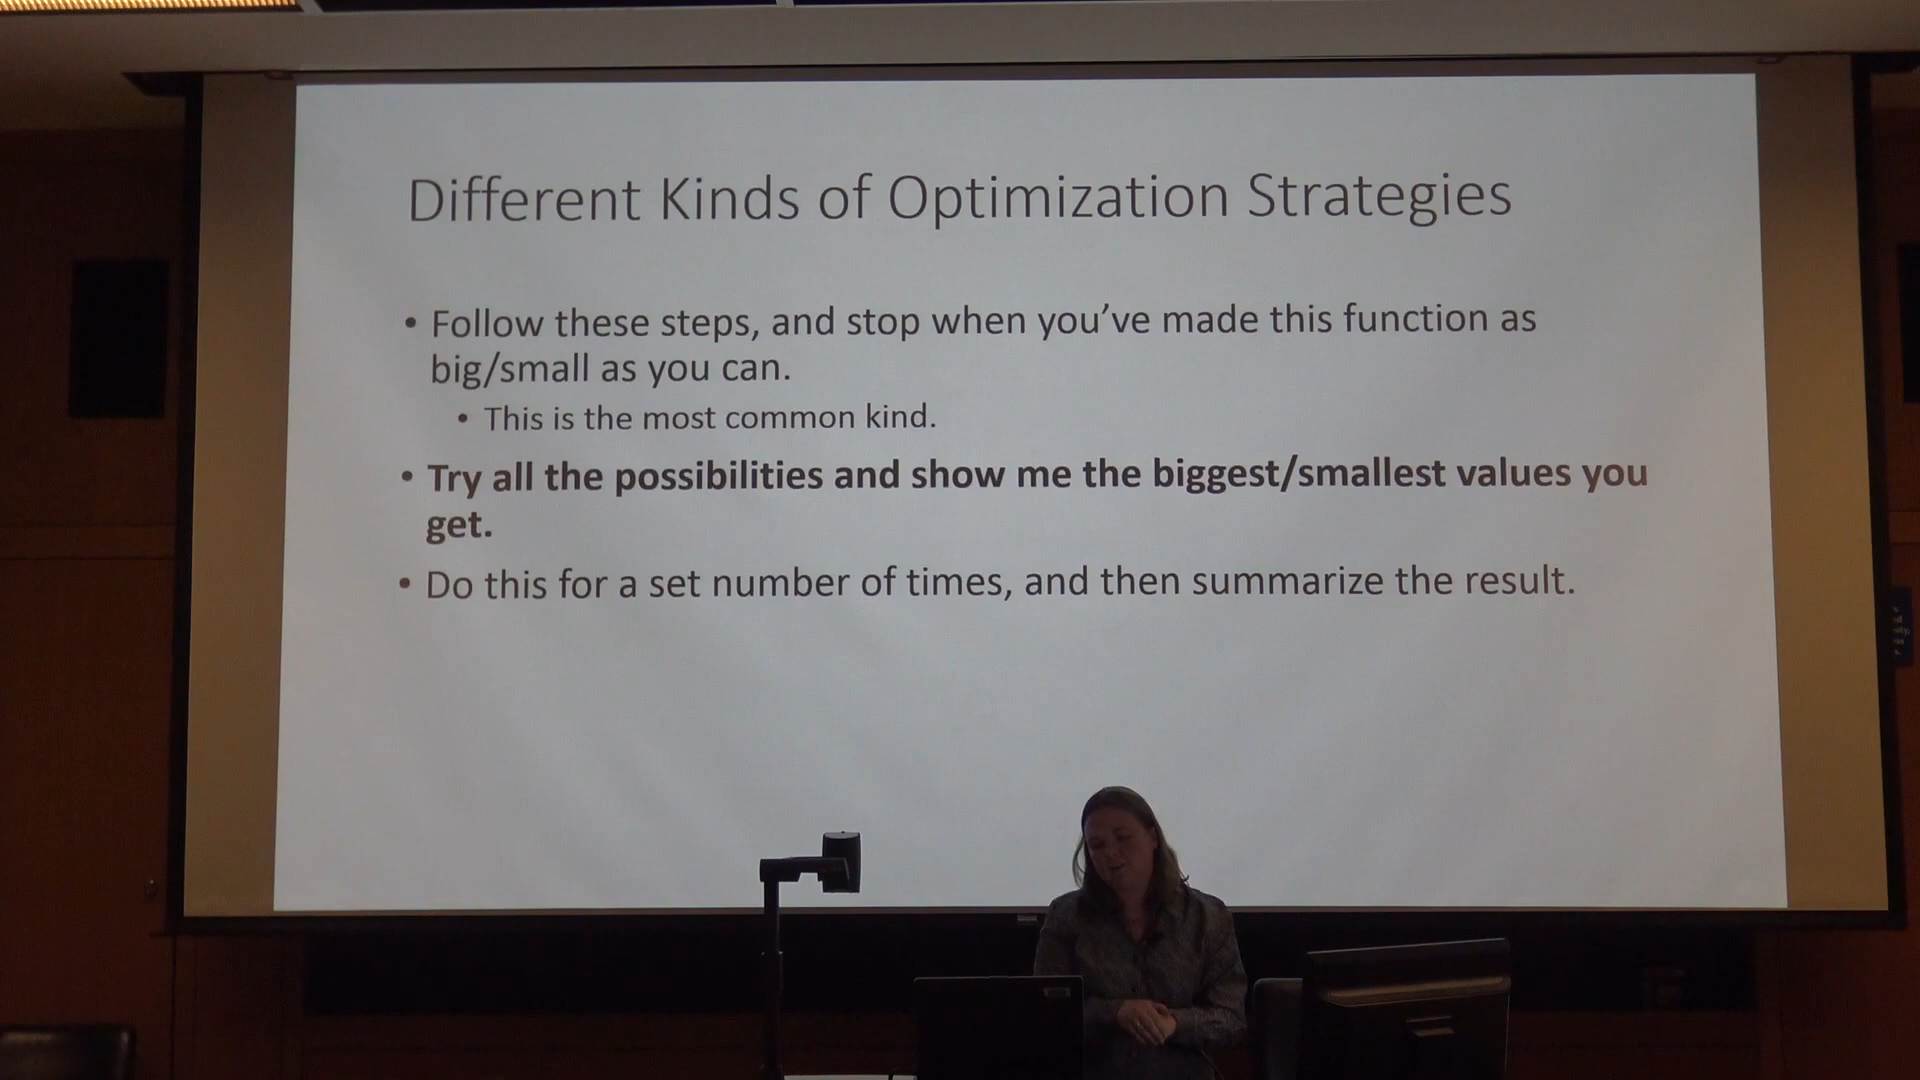 Different Kinds of Optimization Strategies
• Follow these steps, and stop when you've made this function as
big/small as you can.
• This is the most common kind.
• Try all the possibilities and show me the biggest/smallest values you
get.
• Do this for a set number of times, and then summarize the result.